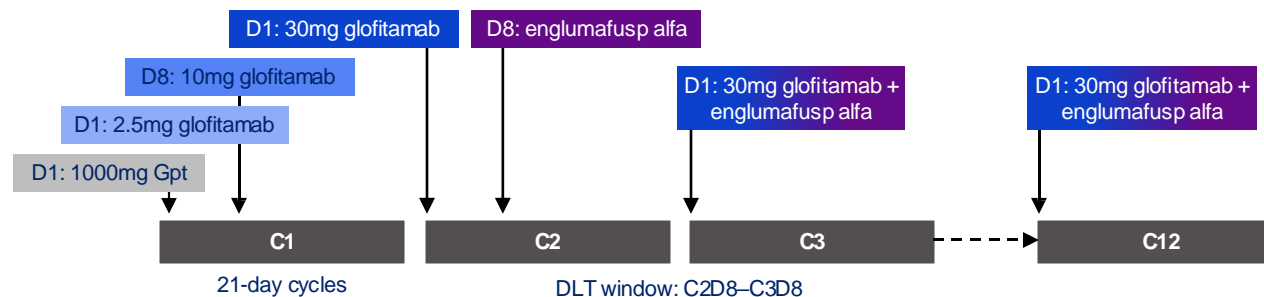 D1: 30mg glofitamab
D8: englumafusp alfa
D8: 10mg glofitamab
D1: 2.5mg glofitamab
D1: 1000mg Gpt
D1: 30mg glofitamab +
englumafusp alfa
D1: 30mg glofitamab +
englumafusp alfa
C1
C2
C3
C12
21-day cycles
DLT window: C2D8–C3D8